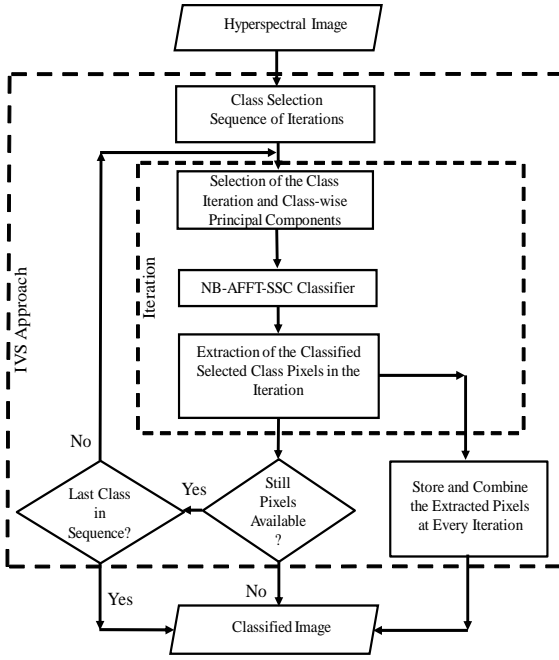 Hyperspectral Image
Class Selection
Sequence of Iterations
Selection of the Class
Iteration and Class-wise
Principal Components
NB-AFFT-SSC Classifier
Extraction of the Classified
Selected Class Pixels in the
Iteration
Iteration
IVS Approach
No
Last Class
in
Sequence?
Yes
Still
Pixels
Available
?
Store and Combine
the Extracted Pixels
at Every Iteration
Yes
No
Classified Image